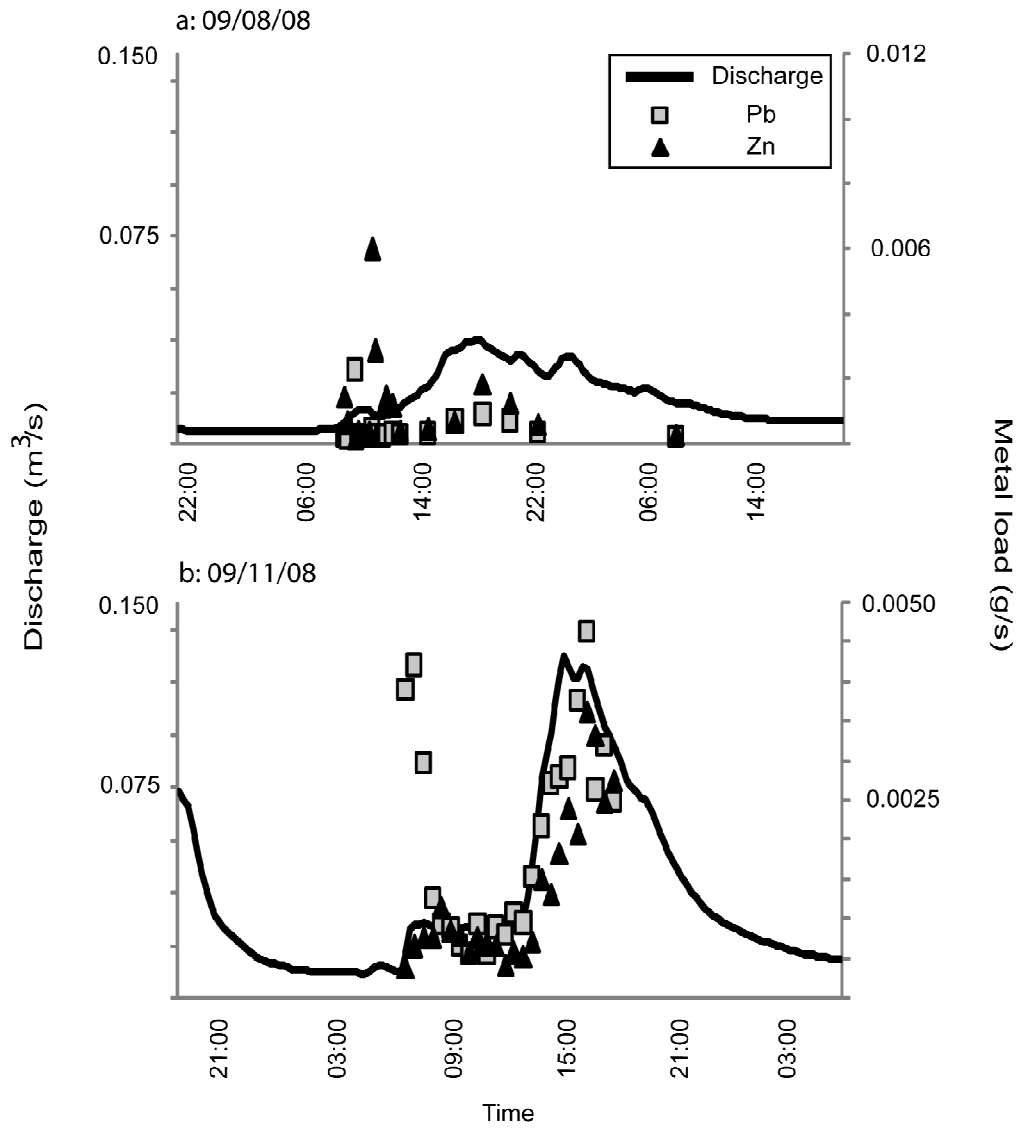 a: 09/08/08
0.150
0.075
0.012
0.006
Discharge
Pb
Zn
22:00
06:00
14:00
22:00
06:00
14:00
Discharge (m³/s)
Metal load (g/s)
b: 09/11/08
0.150
0.075
0.0050
0.0025
21:00
03:00
09:00
15:00
21:00
03:00
Time